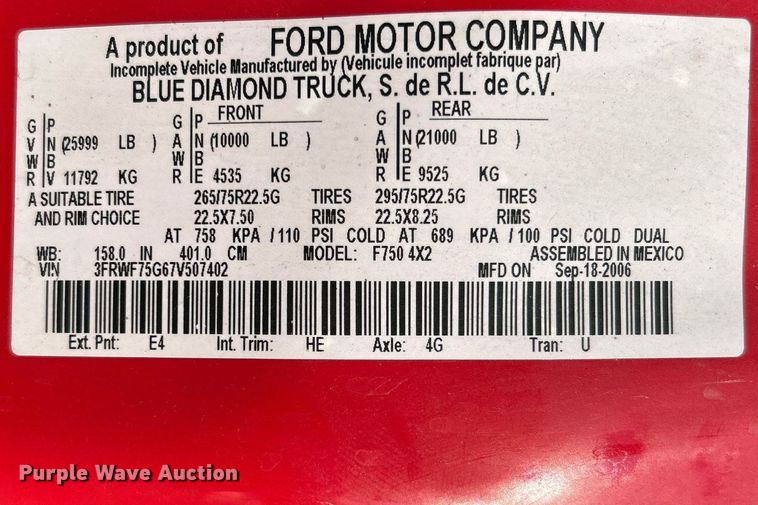 A product of FORD MOTOR COMPANY
Incomplete Vehicle Manufactured by (Vehicule incomplet fabrique par)
BLUE DIAMOND TRUCK, S. de R.L. de C.V.
FRONT REAR
G P G P G P
V N (25999 LB ) A N (10000 LB ) A N (21000 LB )
W B W B W B
R V 11792 KG R E 4535 KG R E 9525 KG
A SUITABLE TIRE 265/75R22.5G TIRES 295/75R22.5G
AND RIM CHOICE 22.5X7.50 RIMS 22.5X8.25
AT 758 KPA/110 PSI COLD AT 689 KPA/100 PSI COLD DUAL
WB: 158.0 IN 401.0 CM MODEL: F750 4X2 ASSEMBLED IN MEXICO
VIN 3FRWF75G67V507402 MFD ON Sep-18-2006
Ext. Pnt: E4 Int. Trim: HE Axle: 4G Tran: U
Purple Wave Auction